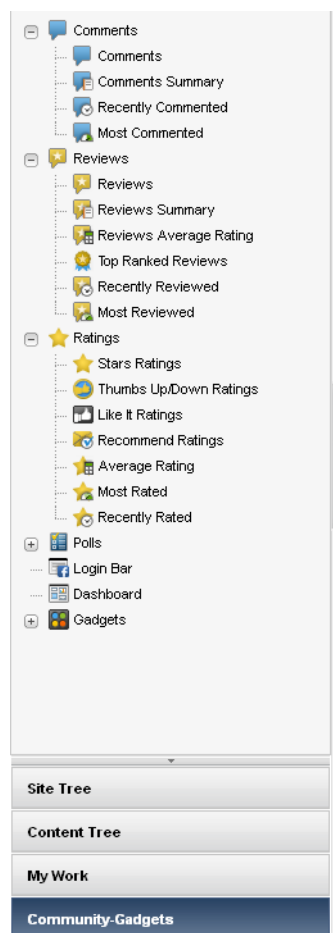 Comments
Comments
Comments Summary
Recently Commented
Most Commented
Reviews
Reviews
Reviews Summary
Reviews Average Rating
Top Ranked Reviews
Recently Reviewed
Most Reviewed
Ratings
Stars Ratings
Thumbs Up/Down Ratings
Like It Ratings
Recommend Ratings
Average Rating
Most Rated
Recently Rated
Polls
Login Bar
Dashboard
Gadgets
Site Tree
Content Tree
My Work
Community-Gadgets